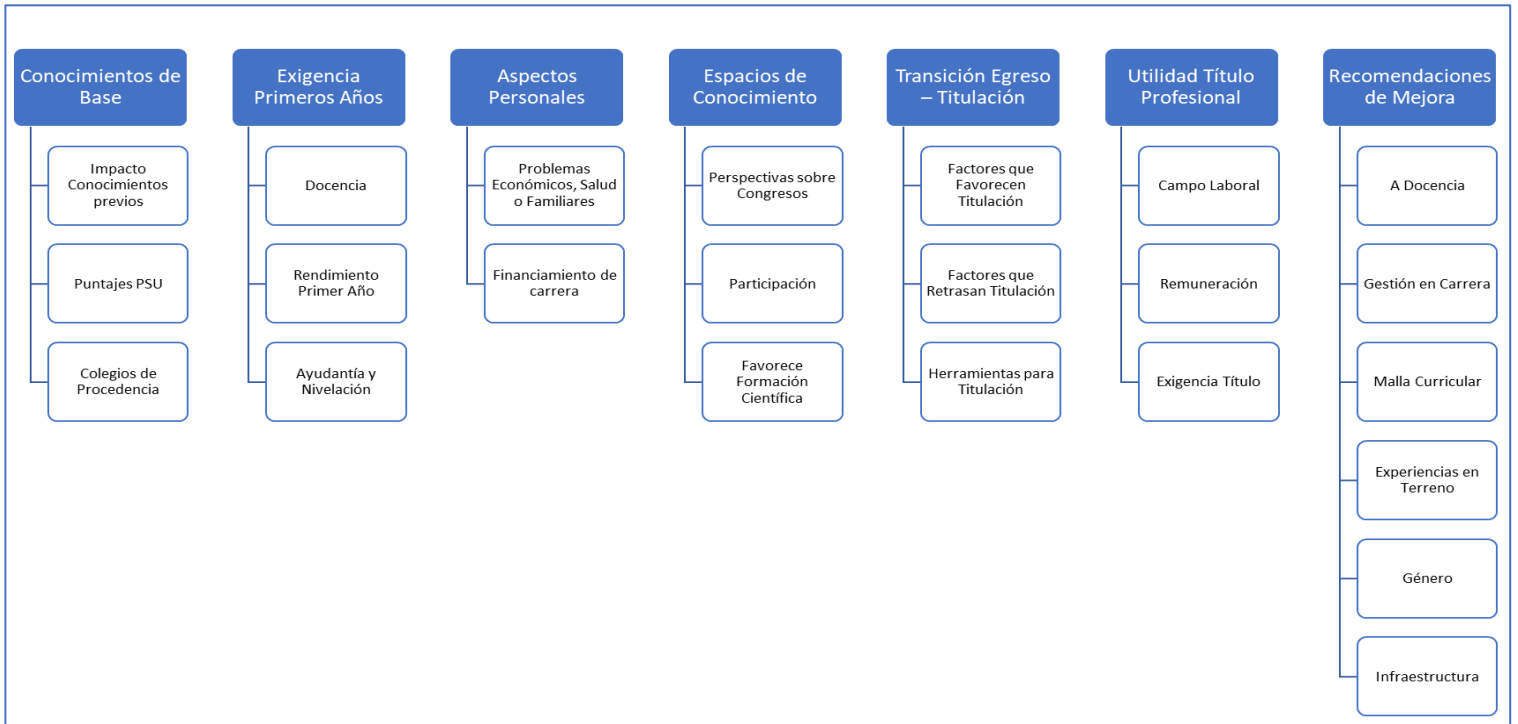 Conocimientos de
Base
Impacto
Conocimientos
previos
Puntajes PSU
Colegios de
Procedencia
Exigencia
Primeros Años
Docencia
Rendimiento
Primer Año
Ayudantía y
Nivelación
Aspectos
Personales
Problemas
Económicos, Salud
o Familiares
Financiamiento de
carrera
Espacios de
Conocimiento
Perspectivas sobre
Congresos
Participación
Favorece
Formación
Científica
Transición Egreso
– Titulación
Factores que
Favorecen
Titulación
Factores que
Retrasan Titulación
Herramientas para
Titulación
Utilidad Título
Profesional
Campo Laboral
Remuneración
Exigencia Título
Recomendaciones
de Mejora
A Docencia
Gestión en Carrera
Malla Curricular
Experiencias en
Terreno
Género
Infraestructura